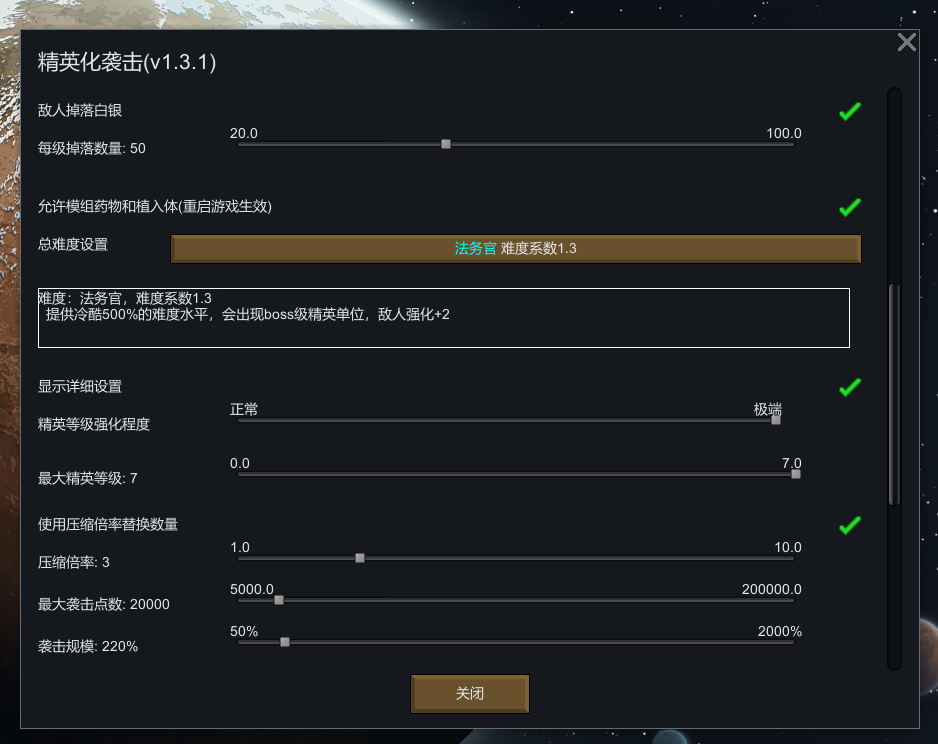 精英化袭击(v1.3.1)
敌人掉落白银
20.0 100.0
每级掉落数量: 50
允许模组药物和植入体(重启游戏生效)
总难度设置
法务官 难度系数1.3
难度：法务官，难度系数1.3
提供冷酷500%的难度水平，会出现boss级精英单位，敌人强化+2
显示详细设置
正常 极端
精英等级强化程度
0.0 7.0
最大精英等级: 7
使用压缩倍率替换数量
1.0 10.0
压缩倍率: 3
5000.0 200000.0
最大袭击点数: 20000
50% 2000%
袭击规模: 220%
关闭